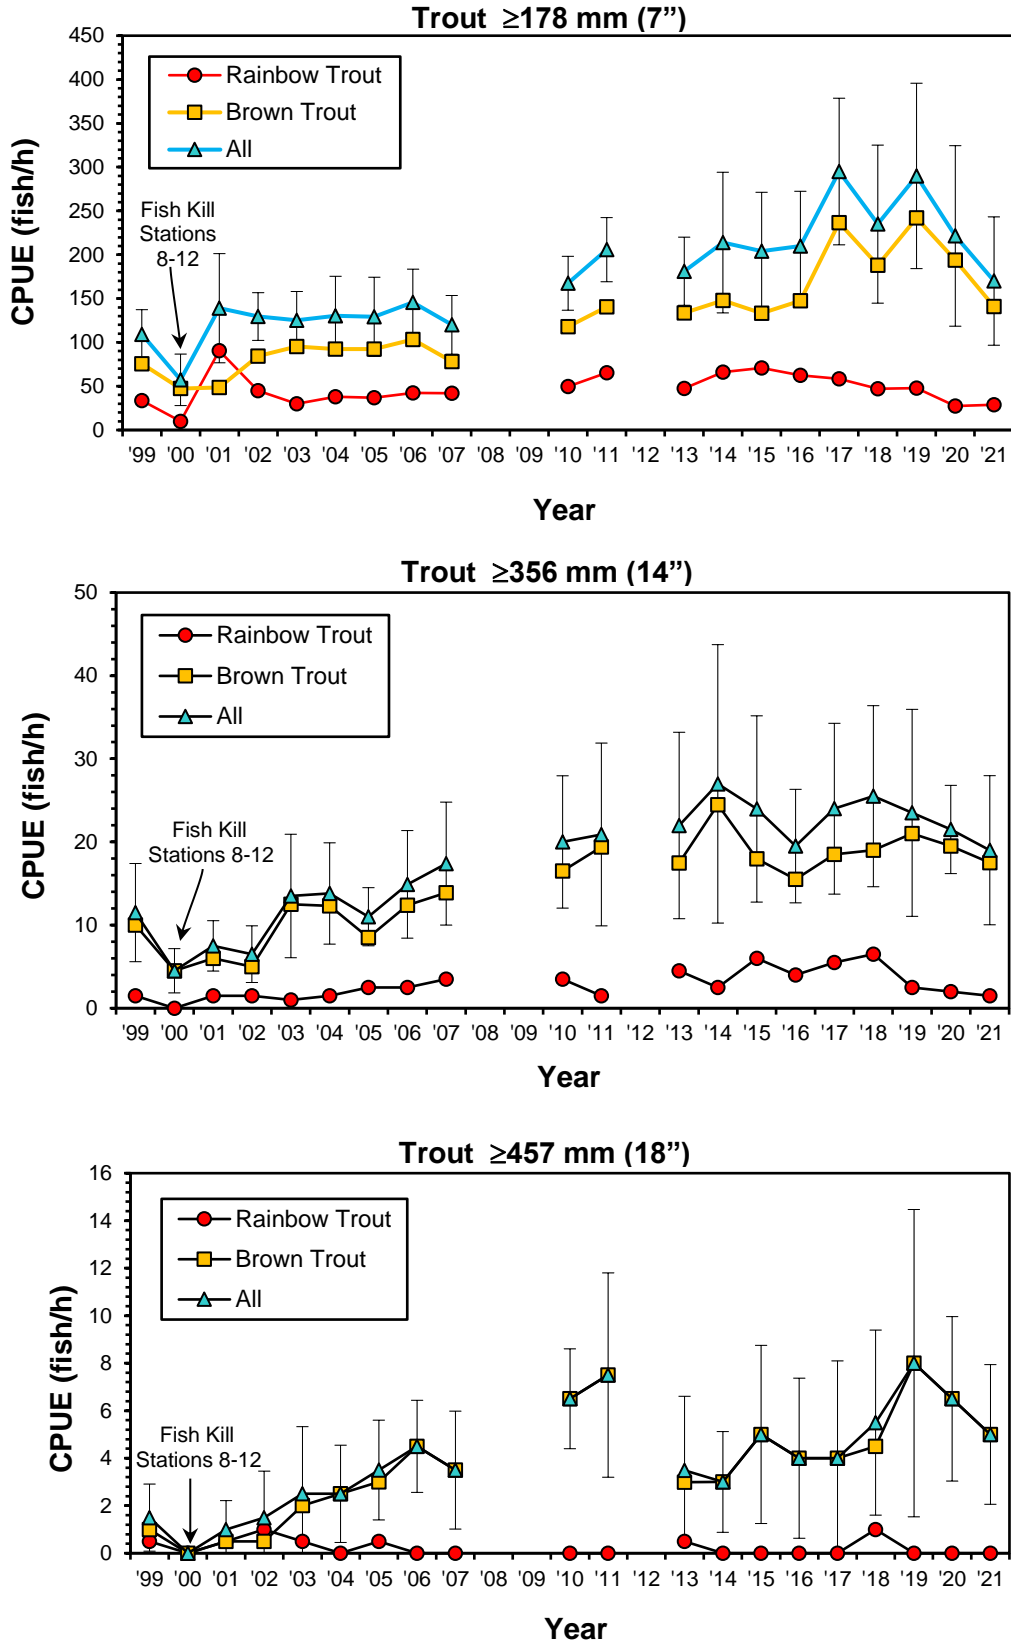 Trout ≥178 mm (7”)
450
400
350
300
250
200
150
100
50
0
CPUE (fish/h)
Rainbow Trout
Brown Trout
All
Fish Kill
Stations
8-12
'99 '00 '01 '02 '03 '04 '05 '06 '07 '08 '09 '10 '11 '12 '13 '14 '15 '16 '17 '18 '19 '20 '21
Year
Trout ≥356 mm (14”)
50
40
30
20
10
0
CPUE (fish/h)
Rainbow Trout
Brown Trout
All
Fish Kill
Stations 8-12
'99 '00 '01 '02 '03 '04 '05 '06 '07 '08 '09 '10 '11 '12 '13 '14 '15 '16 '17 '18 '19 '20 '21
Year
Trout ≥457 mm (18”)
16
14
12
10
8
6
4
2
0
CPUE (fish/h)
Rainbow Trout
Brown Trout
All
Fish Kill
Stations 8-12
'99 '00 '01 '02 '03 '04 '05 '06 '07 '08 '09 '10 '11 '12 '13 '14 '15 '16 '17 '18 '19 '20 '21
Year